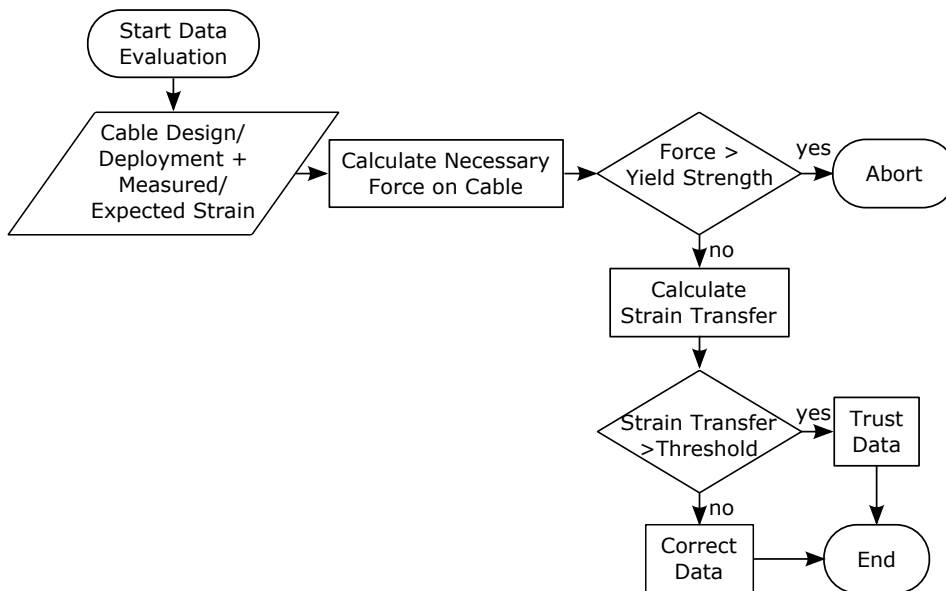 Start Data
Evaluation
Cable Design/
Deployment +
Measured/
Expected Strain
Calculate Necessary
Force on Cable
Force >
Yield Strength
yes
Abort
no
Calculate
Strain Transfer
Strain Transfer
>Threshold
yes
Trust
Data
no
Correct
Data
End